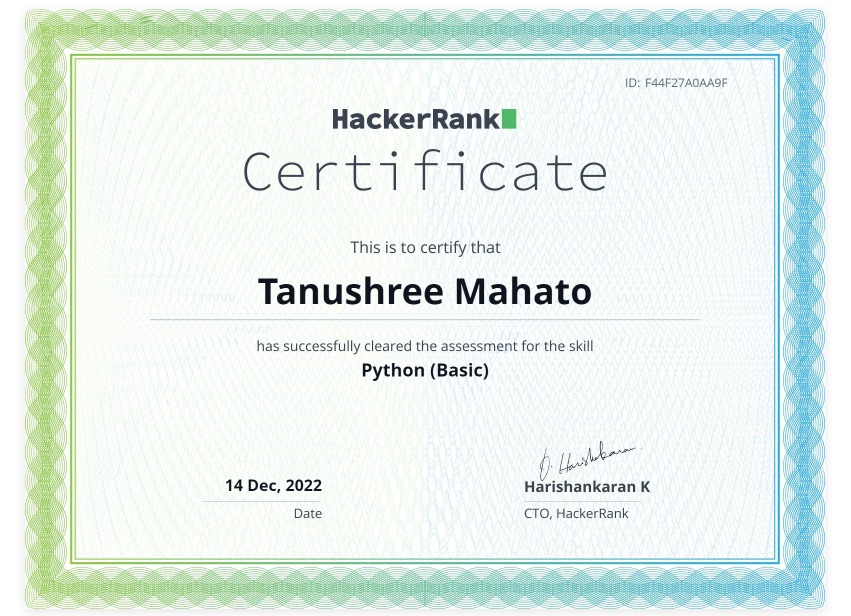 ID: F44F27A0AA9F
HackerRank
Certificate
This is to certify that
Tanushree Mahato
has successfully cleared the assessment for the skill
Python (Basic)
O. Harishankaran.
14 Dec, 2022
Harishankaran K
Date
CTO, HackerRank